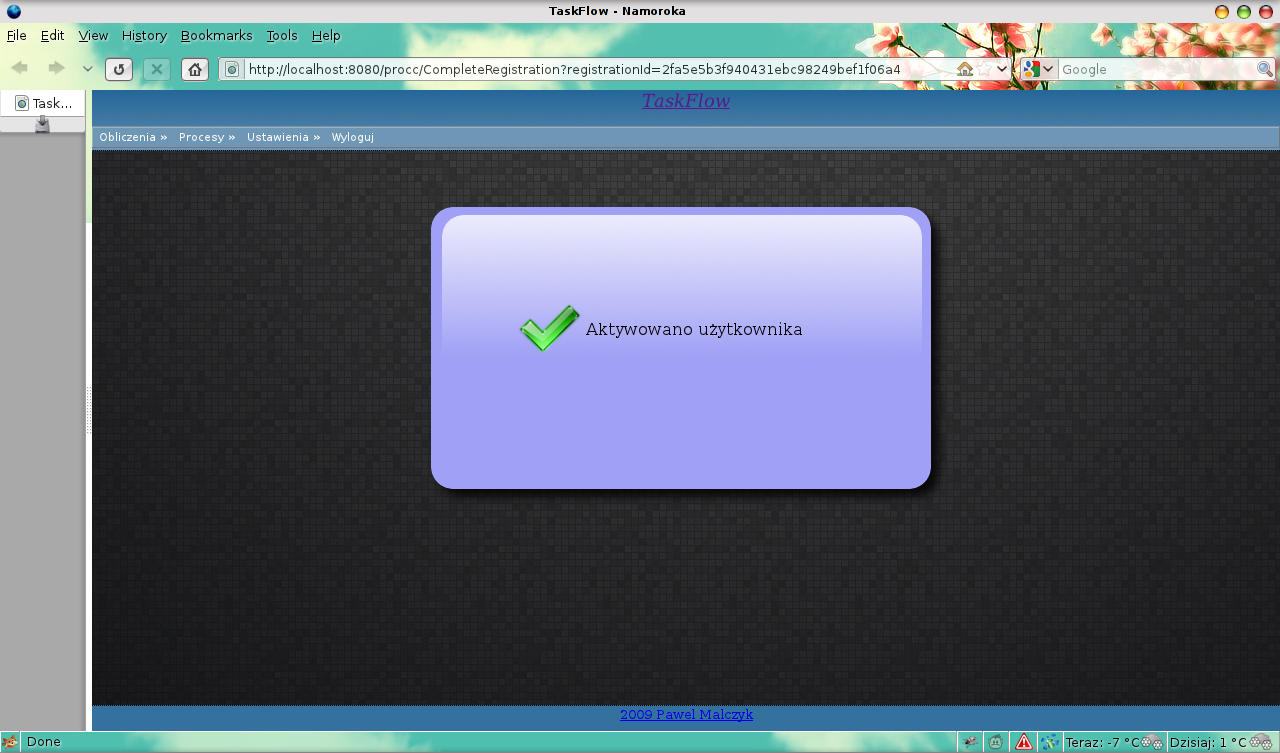 TaskFlow - Namoroka
File Edit View History Bookmarks Tools Help
http://localhost:8080/procc/CompleteRegistration?registrationId=2fa5e5b3f940431ebc98249bef1f06a4 Google
Task...
TaskFlow
Obliczenia » Procesy » Ustawienia » Wyloguj
Aktywowano użytkownika
2009 Pawel Malczyk
Done Teraz: -7 °C Dzisiaj: 1 °C